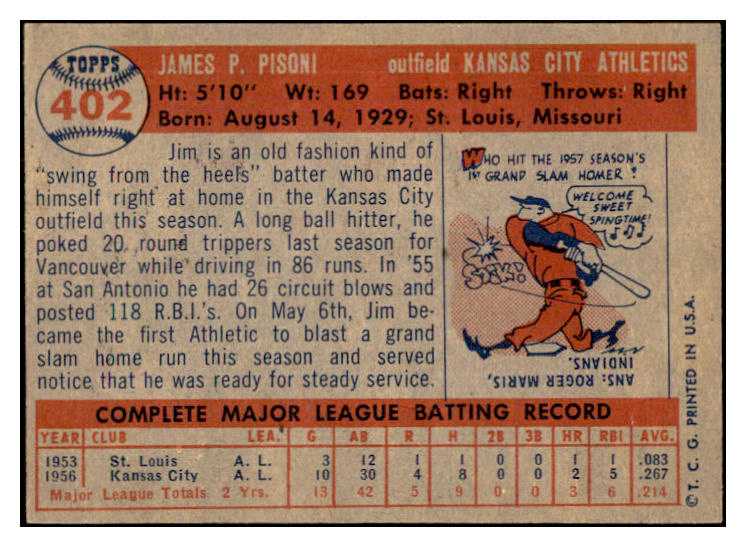 TOPPS
402
JAMES P. PISONI outfield KANSAS CITY ATHLETICS
Ht: 5'10" Wt: 169 Bats: Right Throws: Right
Born: August 14, 1929; St. Louis, Missouri
Jim is an old fashion kind of
"swing from the heels" batter who made
himself right at home in the Kansas City
outfield this season. A long ball hitter, he
poked 20 round trippers last season for
Vancouver while driving in 86 runs. In '55
at San Antonio he had 26 circuit blows and
posted 118 R.B.I.'s. On May 6th, Jim be-
came the first Athletic to blast a grand
slam home run this season and served
notice that he was ready for steady service.
WHO HIT THE 1957 SEASON'S
1ST GRAND SLAM HOMER?
WELCOME
SWEET
SPINGTIME!
SMACK!
ANS: ROGER MARIS,
INDIANS.
COMPLETE MAJOR LEAGUE BATTING RECORD
YEAR CLUB LEA. G AB R H 2B 3B HR RBI AVG.
1953 St. Louis A. L. 3 12 1 1 0 0 1 1 .083
1956 Kansas City A. L. 10 30 4 8 0 0 2 5 .267
Major League Totals 2 Yrs. 13 42 5 9 0 0 3 6 .214
© T. C. G. PRINTED IN U.S.A.